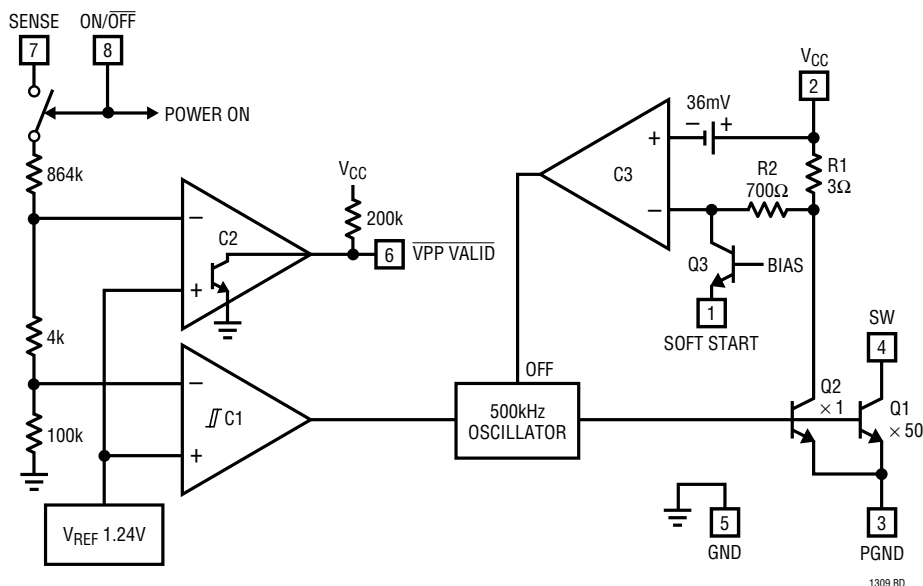 SENSE
7
ON/OFF
8
POWER ON
864k
4k
100k
VREF 1.24V
C2
−
+
VCC
200k
6
VPP VALID
C1
−
+
500kHz
OSCILLATOR
OFF
C3
+
−
36mV
− +
VCC
2
R1
3Ω
R2
700Ω
Q3
BIAS
1
SOFT START
SW
4
Q2
× 1
Q1
× 50
5
GND
3
PGND
1309 BD